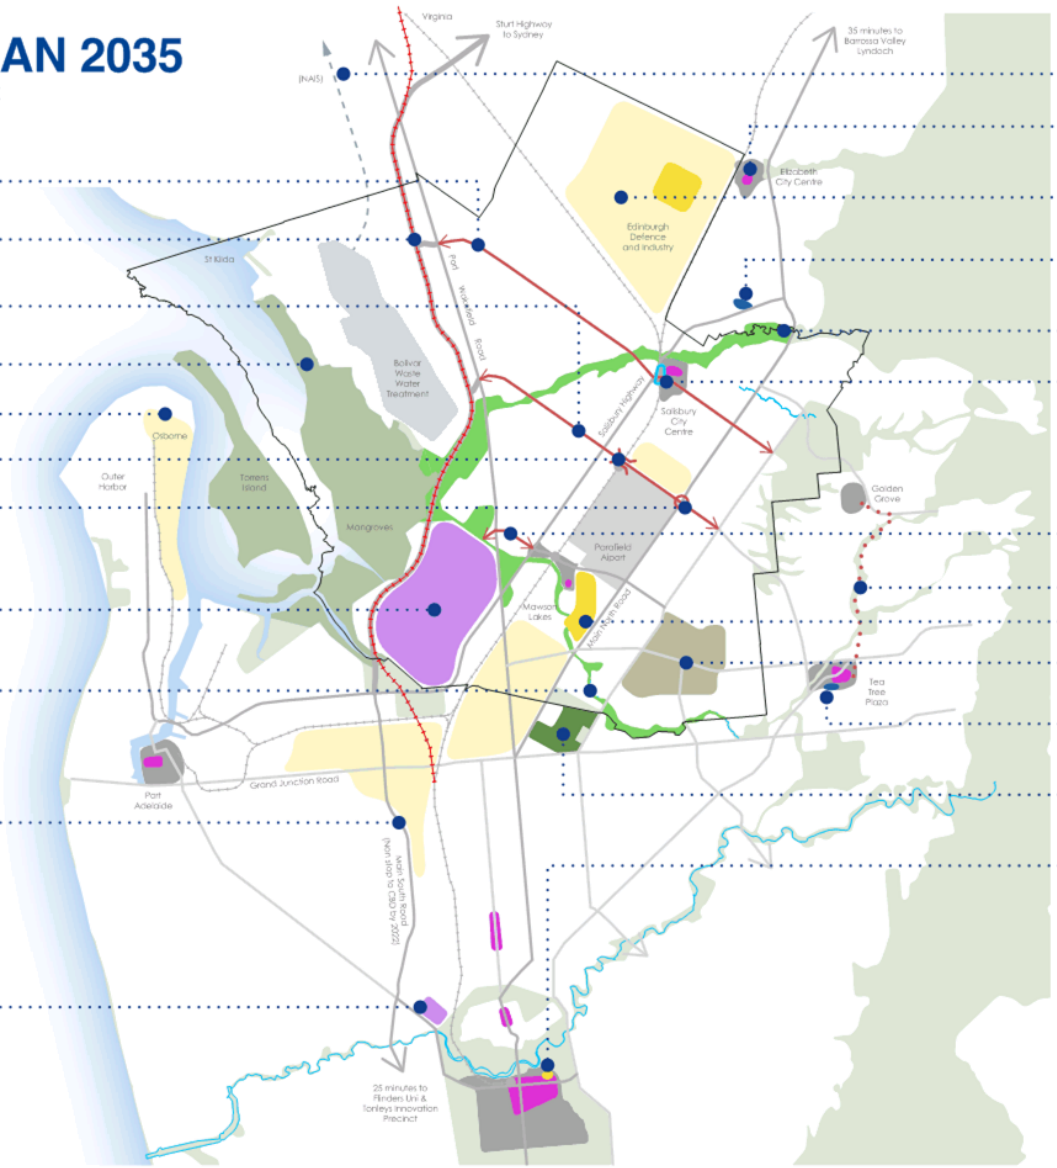 AN 2035
Virginia
Sturt Highway
to Sydney
35 minutes to
Barrossa Valley
Lyndoch
(NAIS)
Elizabeth
City Centre
Edinburgh
Defence
and Industry
St Kilda
Port Wakefield Road
Bolivar
Waste
Water
Treatment
Salisbury Highway
Salisbury
City
Centre
Osborne
Outer
Harbor
Torrens
Island
Mangroves
Golden
Grove
Parafield
Airport
Mawson
Lakes
Main North Road
Tea
Tree
Plaza
Port
Adelaide
Grand Junction Road
Main South Road
(Non stop to CBD by 2022)
25 minutes to
Flinders Uni &
Tonleys Innovation
Precinct